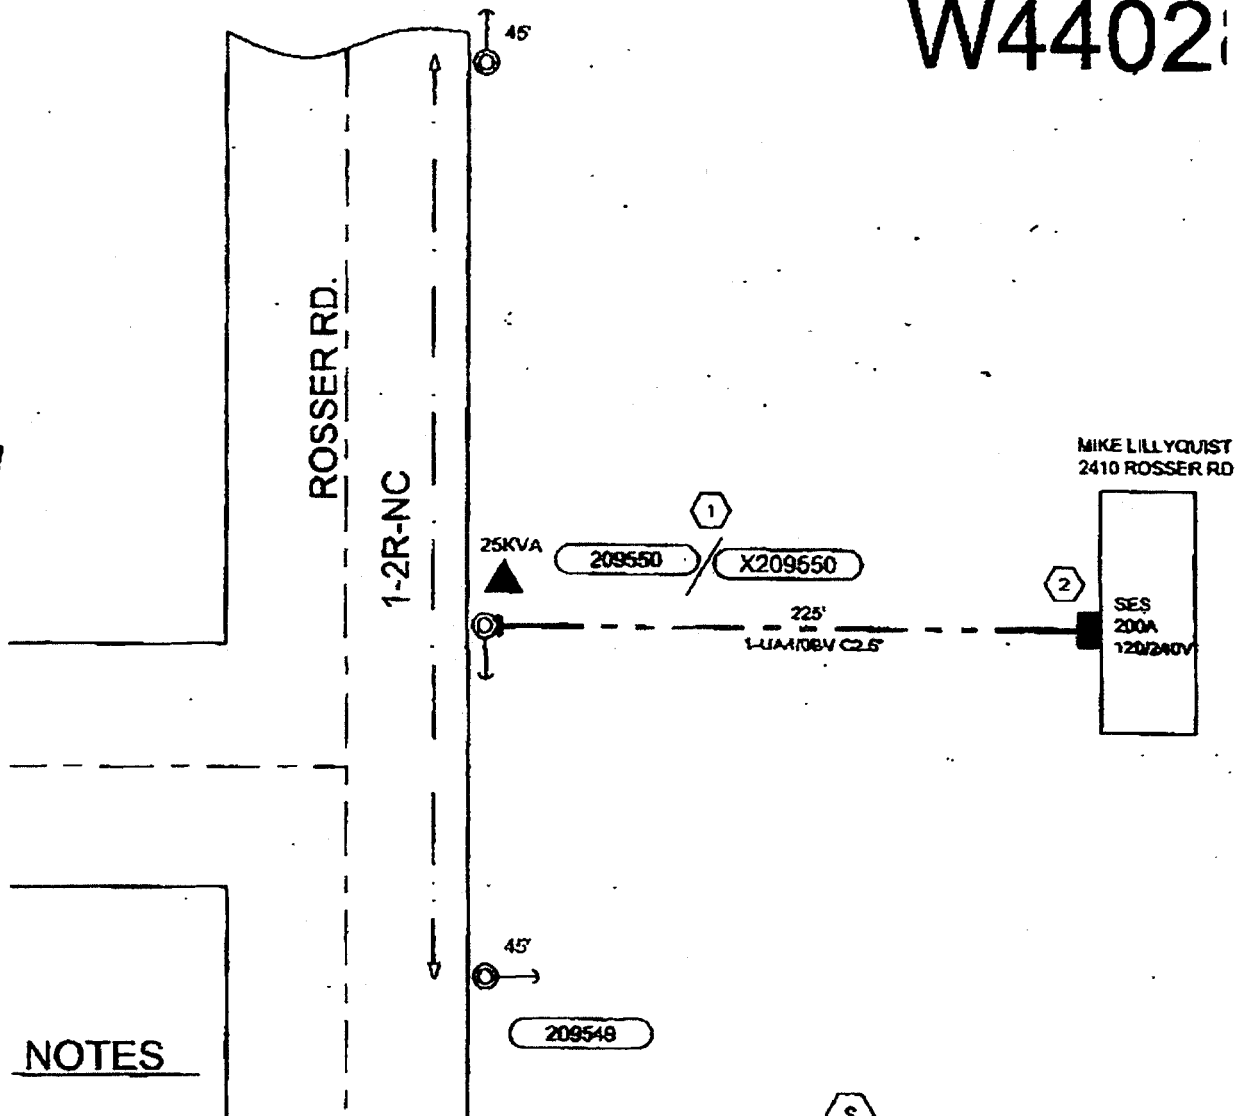 W4402
45'
ROSSER RD.
1-2R-NC
MIKE LILLYQUIST
2410 ROSSER RD
1
25KVA
209550
X209550
2
225'
SES
200A
120/240V
45'
209549
NOTES
S